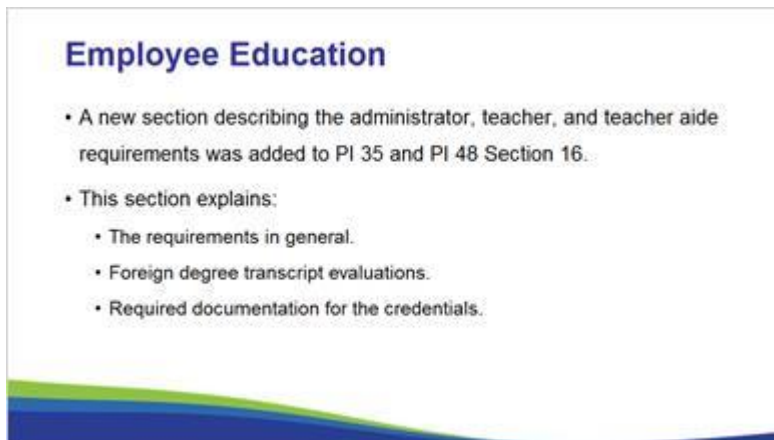 Employee Education
• A new section describing the administrator, teacher, and teacher aide
requirements was added to PI 35 and PI 48 Section 16.
• This section explains:
• The requirements in general.
• Foreign degree transcript evaluations.
• Required documentation for the credentials.